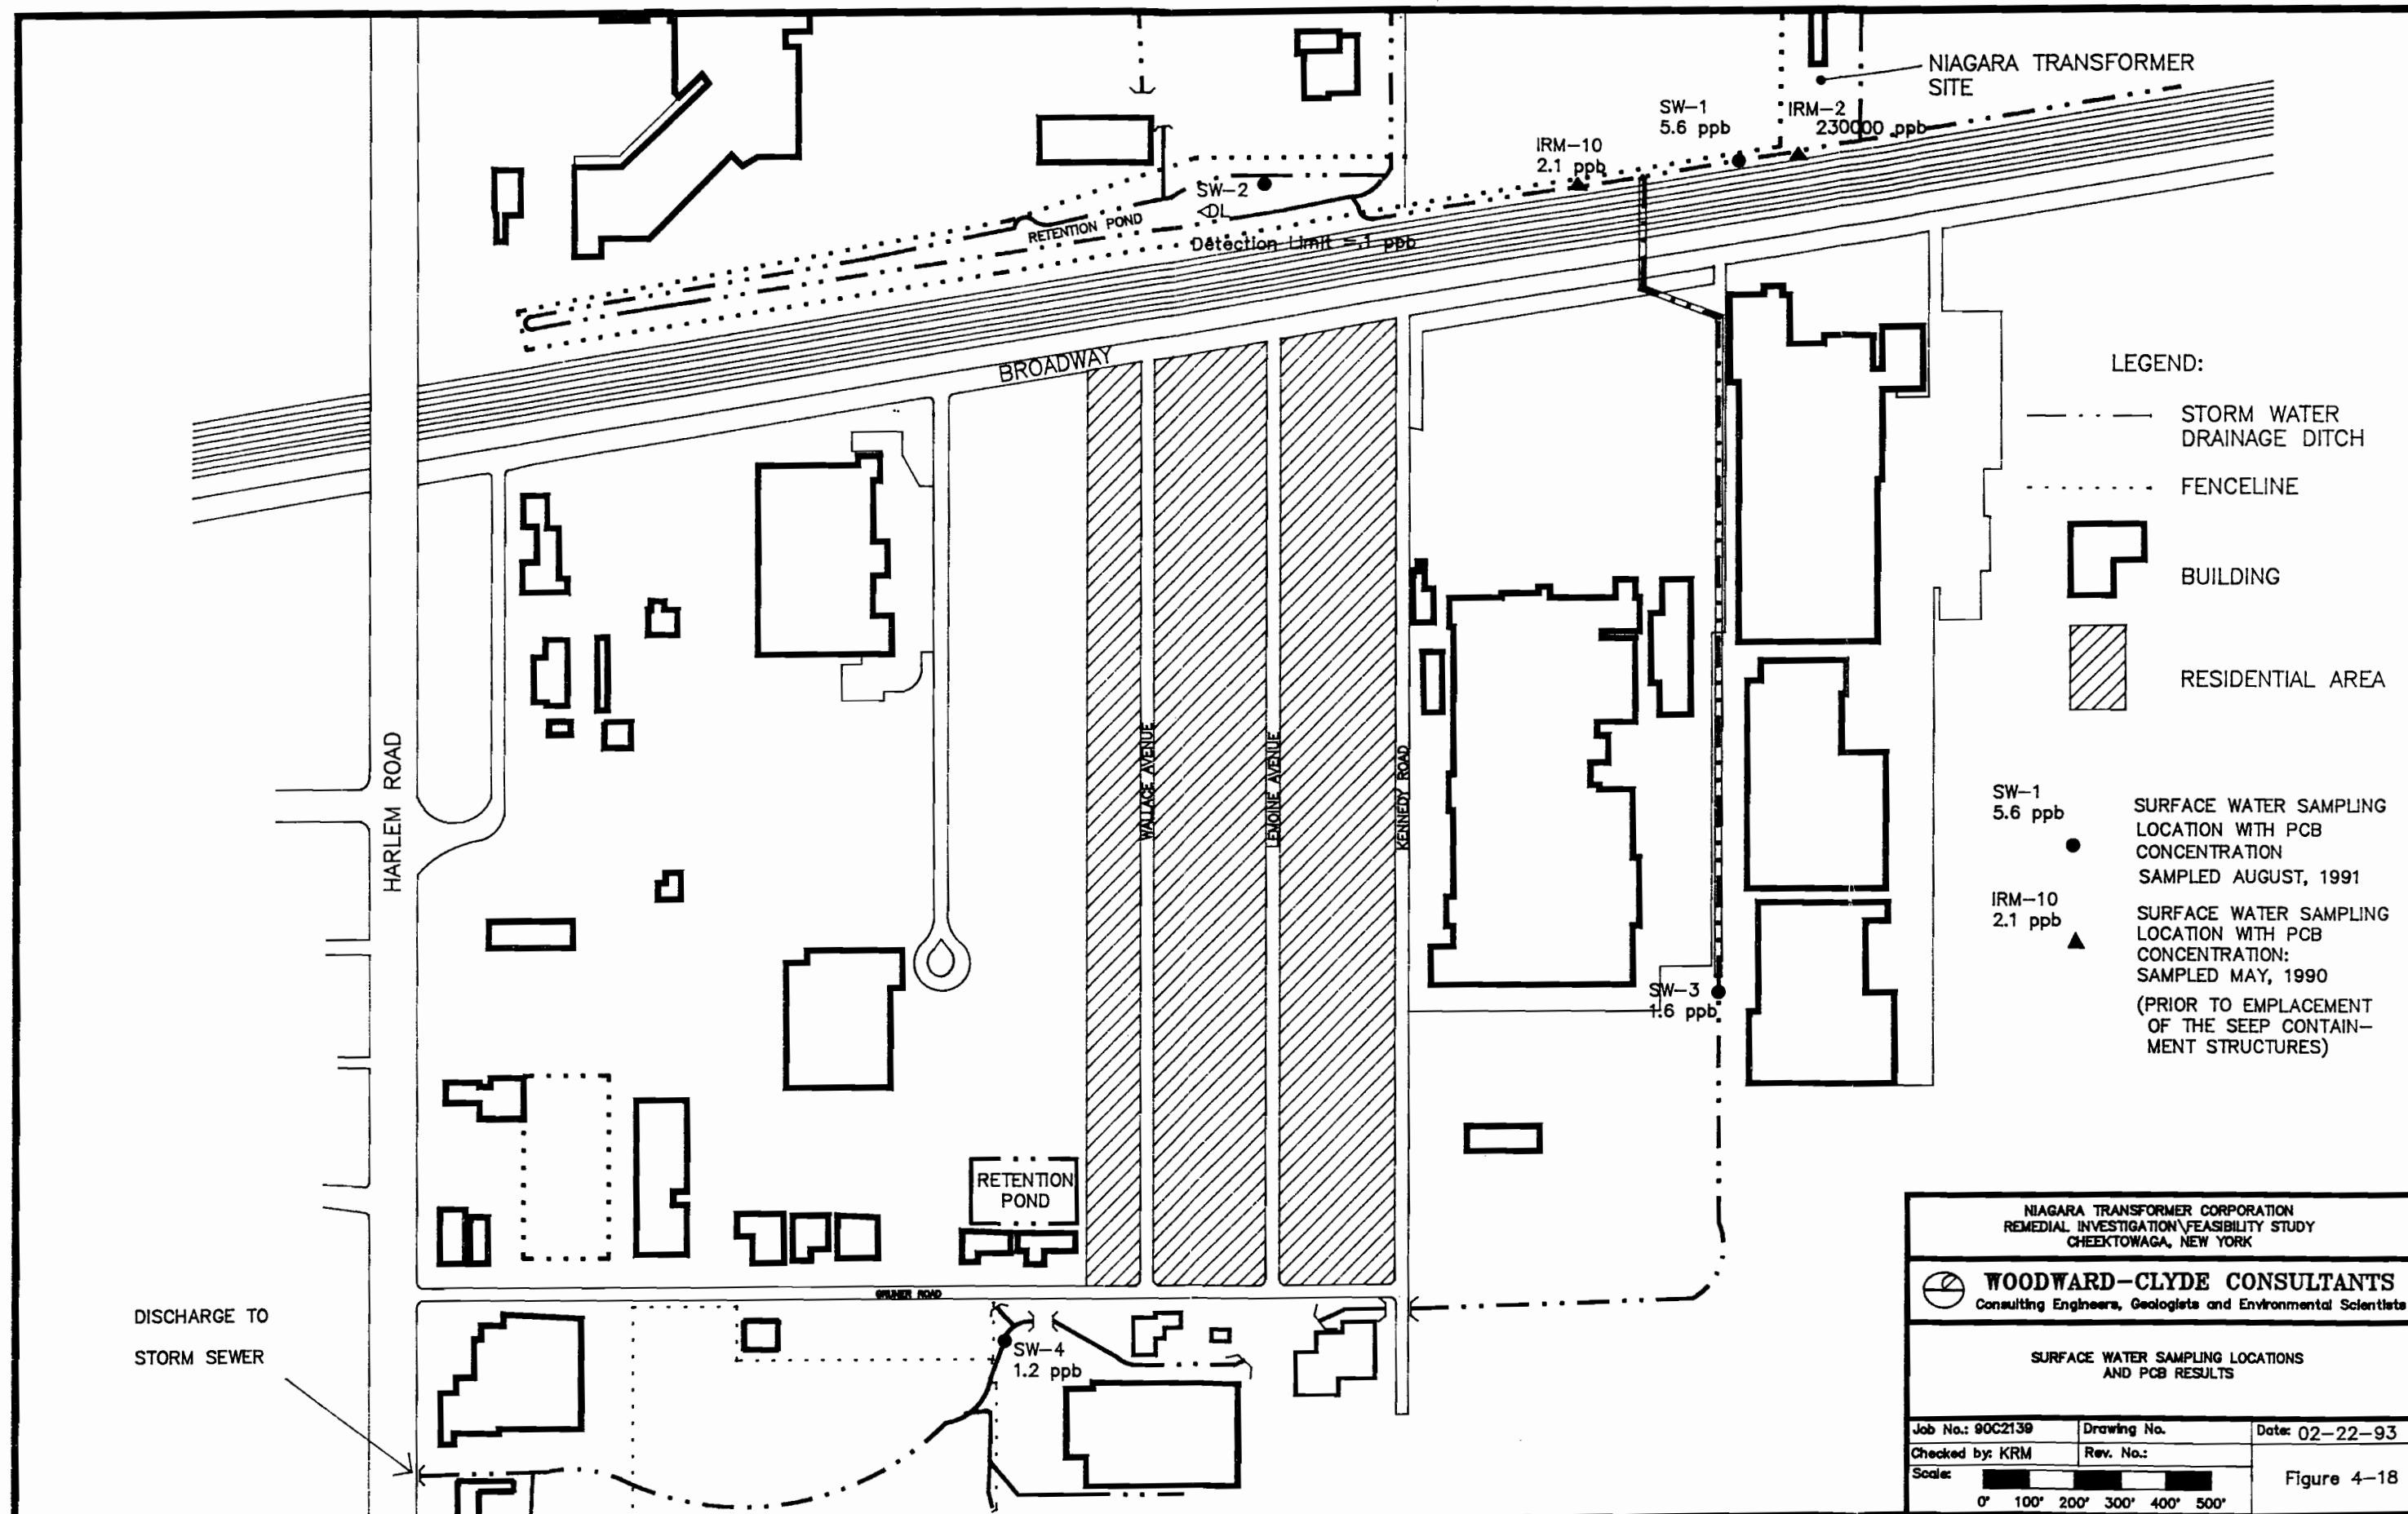 NIAGARA TRANSFORMER
SITE
SW-1
5.6 ppb
IRM-2
230000 ppb
IRM-10
2.1 ppb
SW-2
<DL
RETENTION POND
Detection Limit = .1 ppb
BROADWAY
HARLEM ROAD
WALLACE AVENUE
LEMOINE AVENUE
KENNEDY ROAD
SW-3
1.6 ppb
RETENTION
POND
GRUNER ROAD
SW-4
1.2 ppb
DISCHARGE TO
STORM SEWER
LEGEND:
STORM WATER
DRAINAGE DITCH
FENCELINE
BUILDING
RESIDENTIAL AREA
SW-1
5.6 ppb
SURFACE WATER SAMPLING
LOCATION WITH PCB
CONCENTRATION
SAMPLED AUGUST, 1991
IRM-10
2.1 ppb
SURFACE WATER SAMPLING
LOCATION WITH PCB
CONCENTRATION:
SAMPLED MAY, 1990
(PRIOR TO EMPLACEMENT
OF THE SEEP CONTAIN-
MENT STRUCTURES)
NIAGARA TRANSFORMER CORPORATION
REMEDIAL INVESTIGATION\FEASIBILITY STUDY
CHEEKTOWAGA, NEW YORK
WOODWARD-CLYDE CONSULTANTS
Consulting Engineers, Geologists and Environmental Scientists
SURFACE WATER SAMPLING LOCATIONS
AND PCB RESULTS
Job No.: 90C2139
Drawing No.
Date: 02-22-93
Checked by: KRM
Rev. No.:
Scale:
0' 100' 200' 300' 400' 500'
Figure 4-18